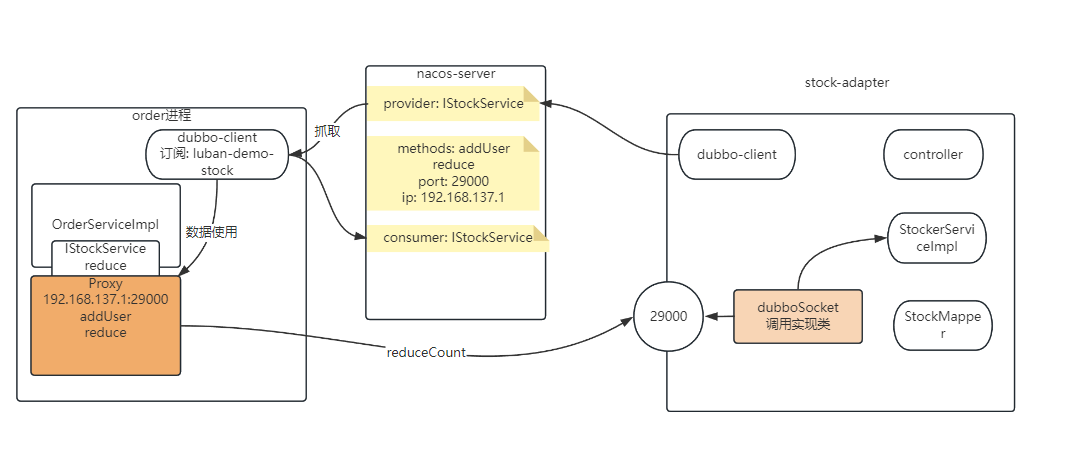 order进程
dubbo-client
订阅: luban-demo-
stock
OrderServiceImpl
IStockService
reduce
Proxy
192.168.137.1:29000
addUser
reduce
数据使用
抓取
nacos-server
provider: IStockService
methods: addUser
reduce
port: 29000
ip: 192.168.137.1
consumer: IStockService
reduceCount
stock-adapter
dubbo-client
controller
StockerServi
ceImpl
29000
dubboSocket
调用实现类
StockMappe
r